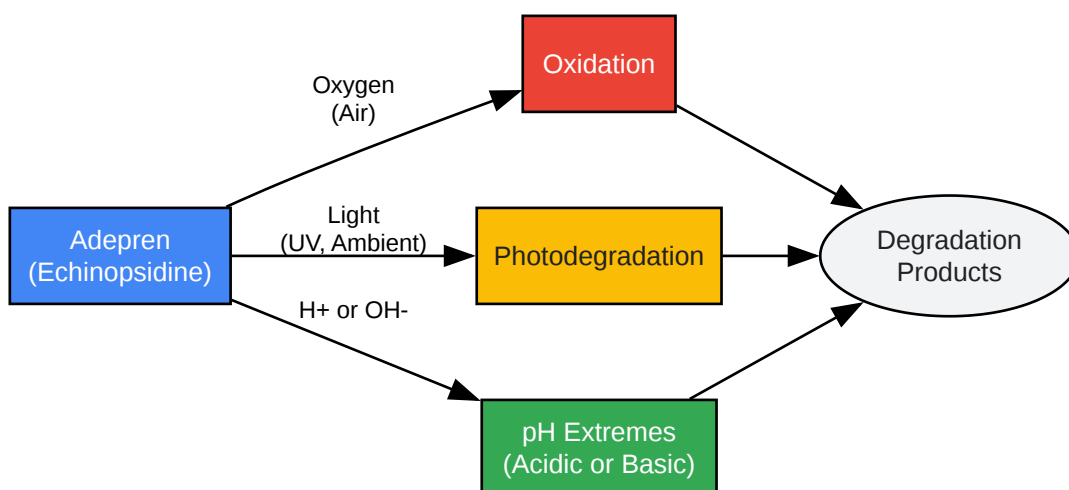 Oxidation
Oxygen
(Air)
Adepren
(Echinopsidine)
Light
(UV, Ambient)
Photodegradation
Degradation
Products
H+ or OH-
pH Extremes
(Acidic or Basic)